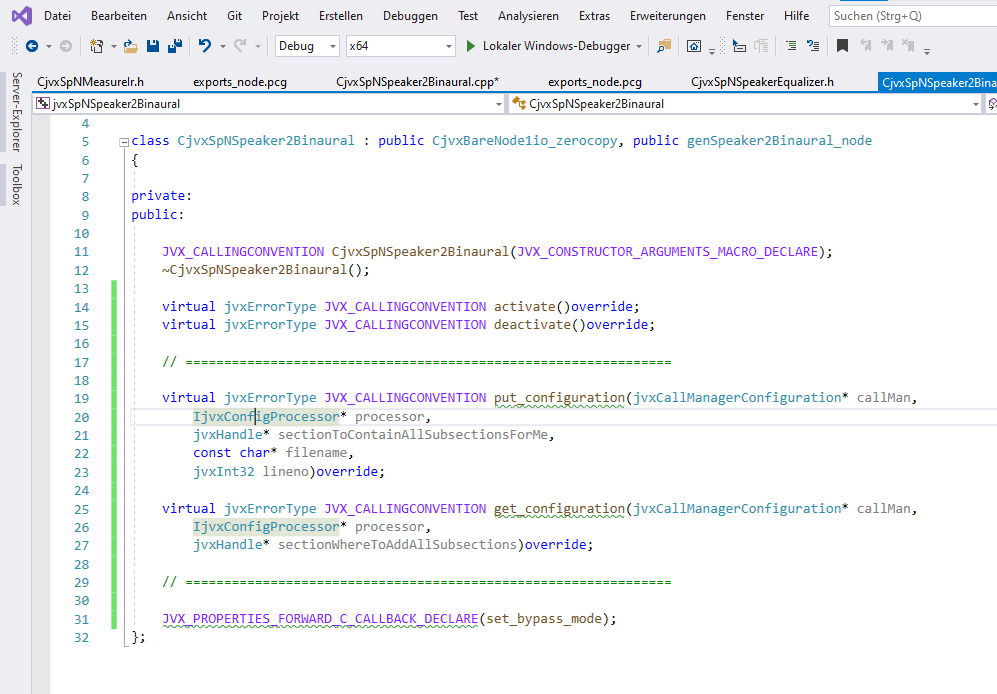 Datei Bearbeiten Ansicht Git Projekt Erstellen Debuggen Test Analysieren Extras Erweiterungen Fenster Hilfe Suchen (Strg+Q)
Debug x64 Lokaler Windows-Debugger
CjvxSpNMeasureIr.h exports_node.pcg CjvxSpNSpeaker2Binaural.cpp* exports_node.pcg CjvxSpNSpeakerEqualizer.h CjvxSpNSpeaker2Bina
Server-Explorer
Toolbox
jvxSpNSpeaker2Binaural CjvxSpNSpeaker2Binaural
4
5 class CjvxSpNSpeaker2Binaural : public CjvxBareNode1io_zerocopy, public genSpeaker2Binaural_node
6 {
7
8 private:
9 public:
10
11 JVX_CALLINGCONVENTION CjvxSpNSpeaker2Binaural(JVX_CONSTRUCTOR_ARGUMENTS_MACRO_DECLARE);
12 ~CjvxSpNSpeaker2Binaural();
13
14 virtual jvxErrorType JVX_CALLINGCONVENTION activate()override;
15 virtual jvxErrorType JVX_CALLINGCONVENTION deactivate()override;
16
17 // ===============================================================
18
19 virtual jvxErrorType JVX_CALLINGCONVENTION put_configuration(jvxCallManagerConfiguration* callMan,
20 IjvxConfigProcessor* processor,
21 jvxHandle* sectionToContainAllSubsectionsForMe,
22 const char* filename,
23 jvxInt32 lineno)override;
24
25 virtual jvxErrorType JVX_CALLINGCONVENTION get_configuration(jvxCallManagerConfiguration* callMan,
26 IjvxConfigProcessor* processor,
27 jvxHandle* sectionWhereToAddAllSubsections)override;
28
29 // ===============================================================
30
31 JVX_PROPERTIES_FORWARD_C_CALLBACK_DECLARE(set_bypass_mode);
32 };